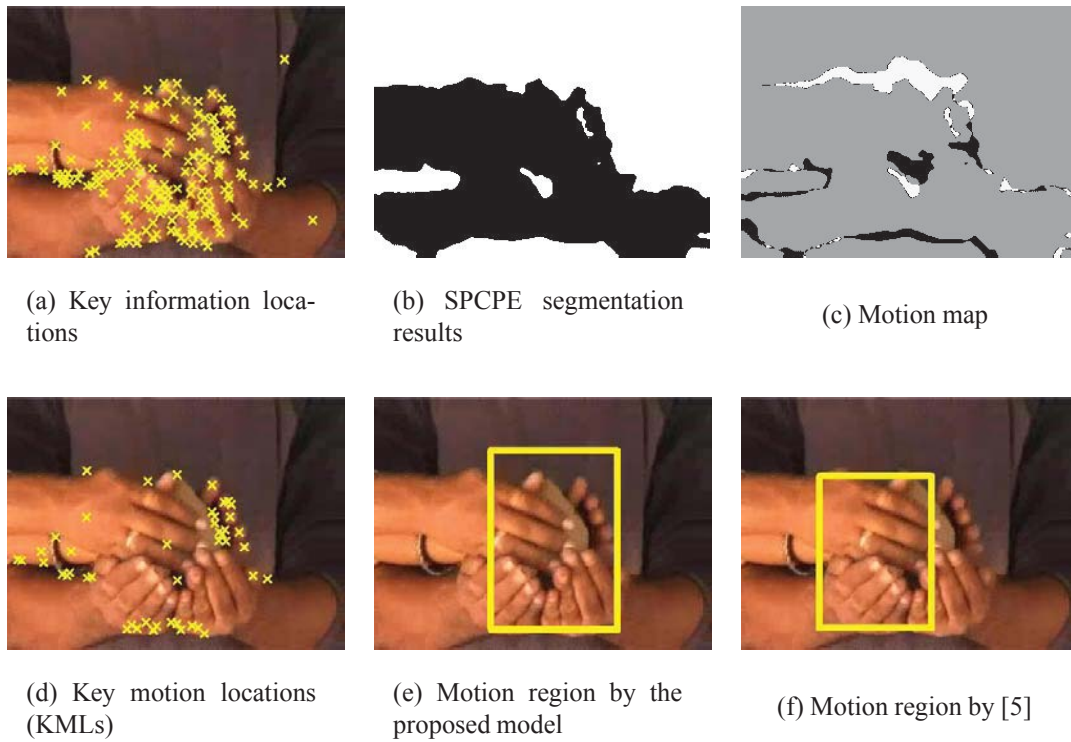 (a) Key information loca-
tions
(b) SPCPE segmentation
results
(c) Motion map
(d) Key motion locations
(KMLs)
(e) Motion region by the
proposed model
(f) Motion region by [5]